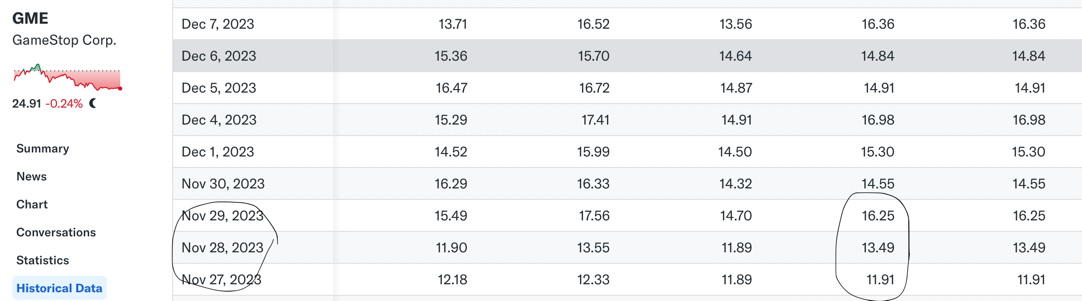 GME
GameStop Corp.
24.91 -0.24%
Summary
News
Chart
Conversations
Statistics
Historical Data
Dec 7, 2023 13.71 16.52 13.56 16.36 16.36
Dec 6, 2023 15.36 15.70 14.64 14.84 14.84
Dec 5, 2023 16.47 16.72 14.87 14.91 14.91
Dec 4, 2023 15.29 17.41 14.91 16.98 16.98
Dec 1, 2023 14.52 15.99 14.50 15.30 15.30
Nov 30, 2023 16.29 16.33 14.32 14.55 14.55
Nov 29, 2023 15.49 17.56 14.70 16.25 16.25
Nov 28, 2023 11.90 13.55 11.89 13.49 13.49
Nov 27, 2023 12.18 12.33 11.89 11.91 11.91